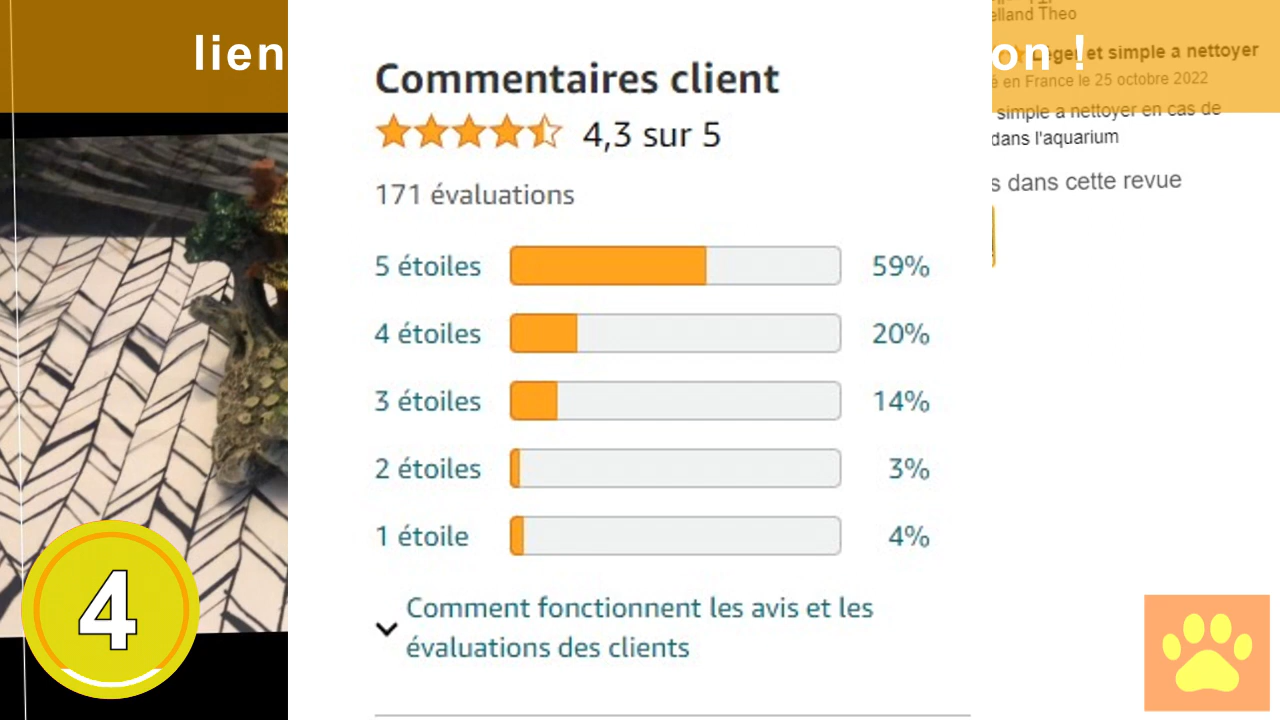 lien
on !
elland Theo
Léger et simple a nettoyer
é en France le 25 octobre 2022
simple a nettoyer en cas de
dans l'aquarium
s dans cette revue
Commentaires client
4,3 sur 5
171 évaluations
5 étoiles 59%
4 étoiles 20%
3 étoiles 14%
2 étoiles 3%
1 étoile 4%
Comment fonctionnent les avis et les
évaluations des clients
4